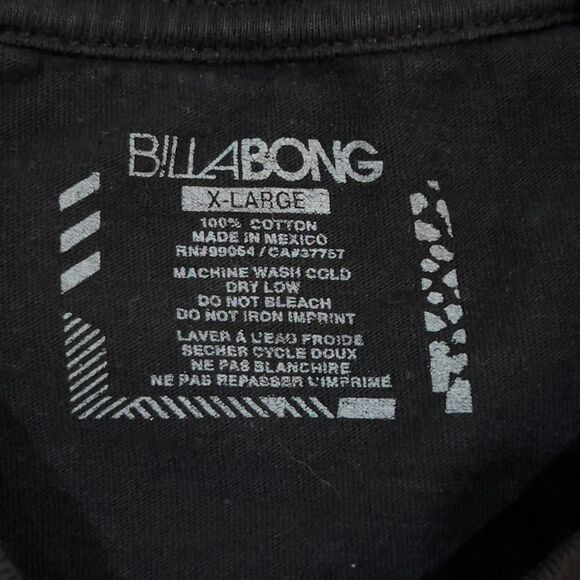 BILLABONG
X-LARGE
100% COTTON
MADE IN MEXICO
RN#99054 / CA#37757
MACHINE WASH COLD
DRY LOW
DO NOT BLEACH
DO NOT IRON IMPRINT
LAVER À L'EAU FROIDE
SECHER CYCLE DOUX
NE PAS BLANCHIRE
NE PAS REPASSER L'IMPRIMÉ